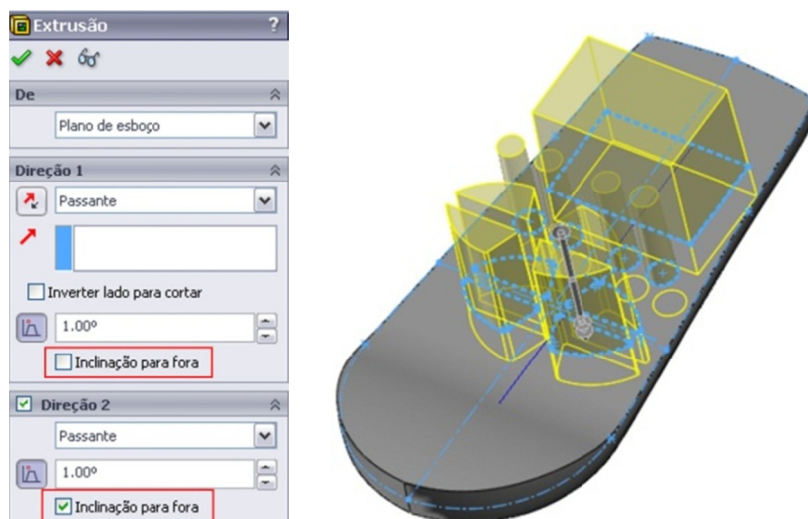 Extrusão ?
De
Plano de esboço
Direção 1
Passante
Inverter lado para cortar
1.00º
Inclinação para fora
Direção 2
Passante
1.00º
Inclinação para fora